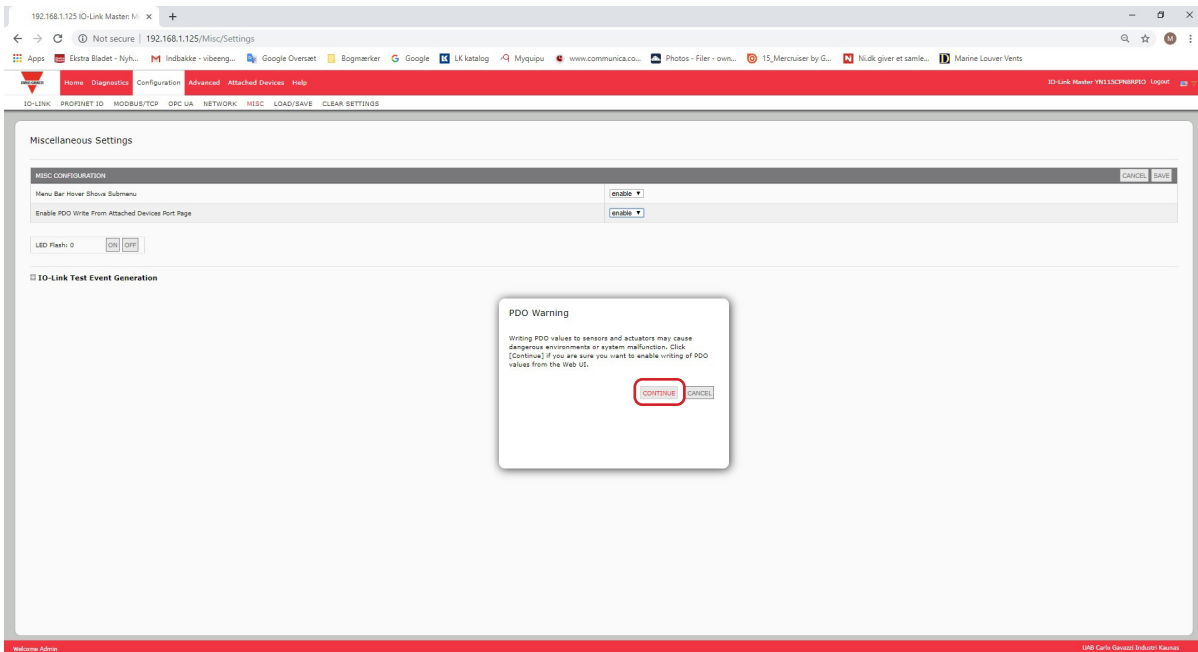 192.168.1.125 IO-Link Master: M
Not secure | 192.168.1.125/Misc/Settings
Apps Ekstra Bladet - Nyh... Indbakke - vibeeng... Google Oversæt Bogmærker Google LK katalog Myquipu www.communica.co... Photos - Filer - own... 15_Mercruiser by G... Ni.dk giver et samle... Marine Louver Vents
Home Diagnostics Configuration Advanced Attached Devices Help IO-Link Master YN115CPN8RPIO Logout
IO-LINK PROFINET IO MODBUS/TCP OPC UA NETWORK MISC LOAD/SAVE CLEAR SETTINGS
Miscellaneous Settings
MISC CONFIGURATION CANCEL SAVE
Menu Bar Hover Shows Submenu enable
Enable PDO Write From Attached Devices Port Page enable
LED Flash: 0 ON OFF
IO-Link Test Event Generation
PDO Warning
Writing PDO values to sensors and actuators may cause
dangerous environments or system malfunction. Click
[Continue] if you are sure you want to enable writing of PDO
values from the Web UI.
CONTINUE CANCEL
Welcome Admin UAB Carlo Gavazzi Industri Kaunas